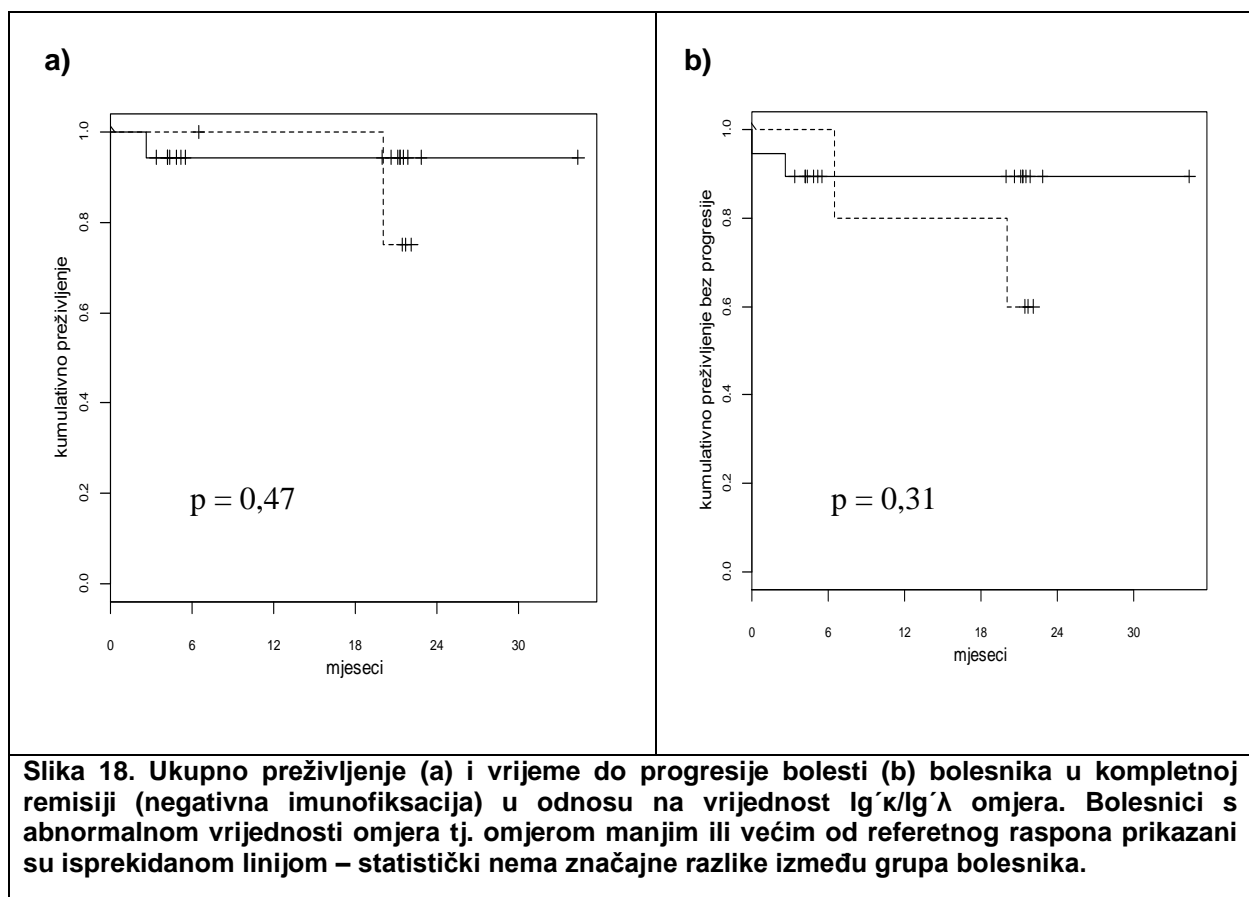 a)
kumulativno preživljenje
1.0
0.8
0.6
0.4
0.2
0.0
p = 0,47
0 6 12 18 24 30
mjeseci
b)
kumulativno preživljenje bez progresije
1.0
0.8
0.6
0.4
0.2
0.0
p = 0,31
0 6 12 18 24 30
mjeseci
Slika 18. Ukupno preživljenje (a) i vrijeme do progresije bolesti (b) bolesnika u kompletnoj
remisiji (negativna imunofiksacija) u odnosu na vrijednost Ig´κ/Ig´λ omjera. Bolesnici s
abnormalnom vrijednosti omjera tj. omjerom manjim ili većim od referetnog raspona prikazani
su isprekidanom linijom – statistički nema značajne razlike između grupa bolesnika.